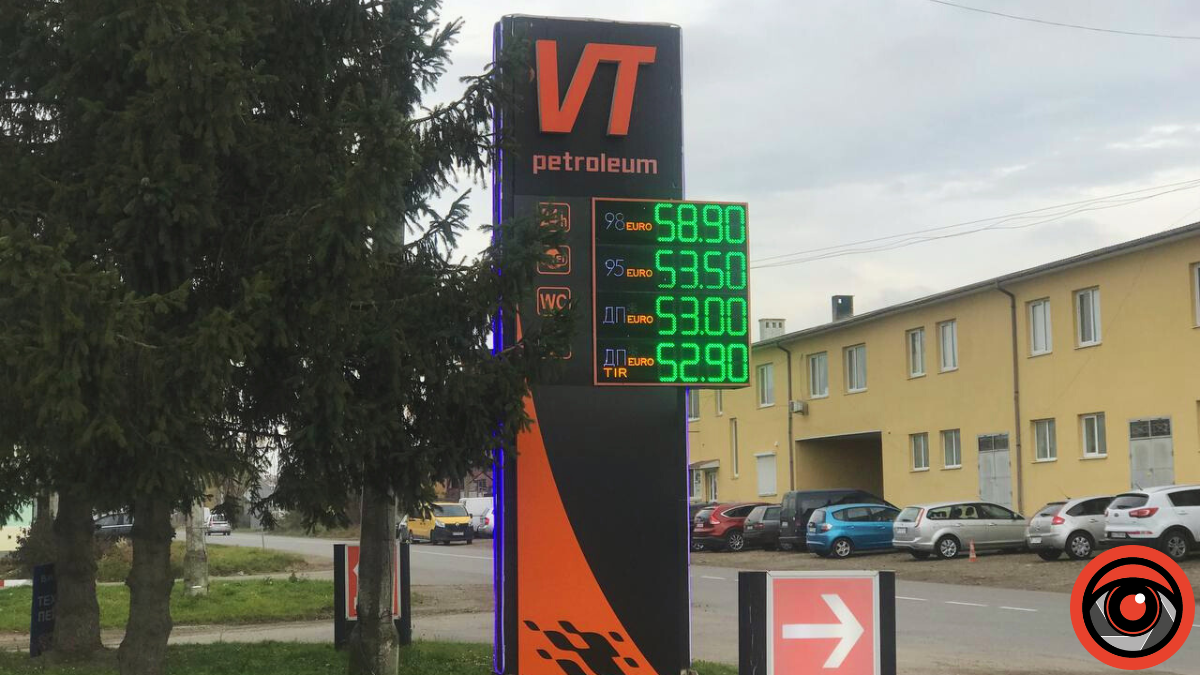 VT
petroleum
24h
98 EURO 58.90
95 EURO 53.50
WC
ДП EURO 53.00
ДП EURO 52.90
TIR